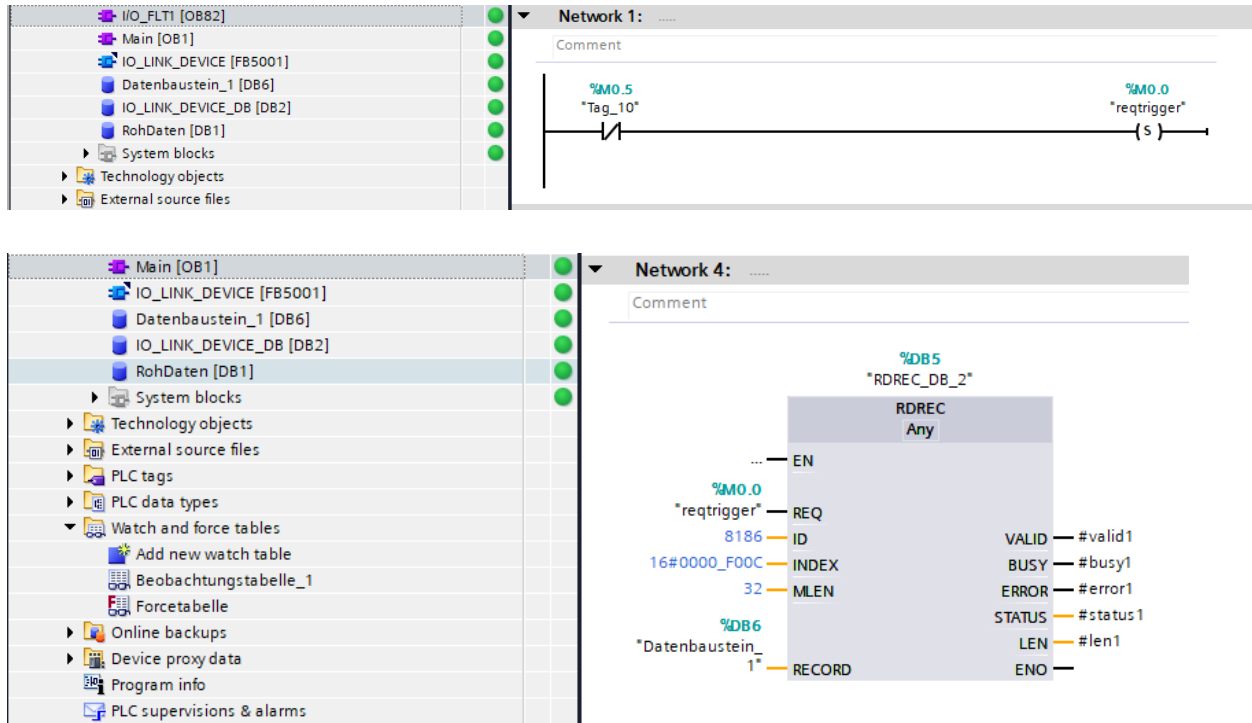 I/O_FLT1 [OB82]
Main [OB1]
IO_LINK_DEVICE [FB5001]
Datenbaustein_1 [DB6]
IO_LINK_DEVICE_DB [DB2]
RohDaten [DB1]
System blocks
Technology objects
External source files
Network 1: .....
Comment
%M0.5
"Tag_10"
%M0.0
"reqtrigger"
S
Main [OB1]
IO_LINK_DEVICE [FB5001]
Datenbaustein_1 [DB6]
IO_LINK_DEVICE_DB [DB2]
RohDaten [DB1]
System blocks
Technology objects
External source files
PLC tags
PLC data types
Watch and force tables
Add new watch table
Beobachtungstabelle_1
Forcetabelle
Online backups
Device proxy data
Program info
PLC supervisions & alarms
Network 4: .....
Comment
%DB5
"RDREC_DB_2"
RDREC
Any
... EN
%M0.0
"reqtrigger" REQ
8186 ID VALID #valid1
16#0000_F00C INDEX BUSY #busy1
32 MLEN ERROR #error1
STATUS #status1
%DB6
"Datenbaustein_
1" RECORD
LEN #len1
ENO